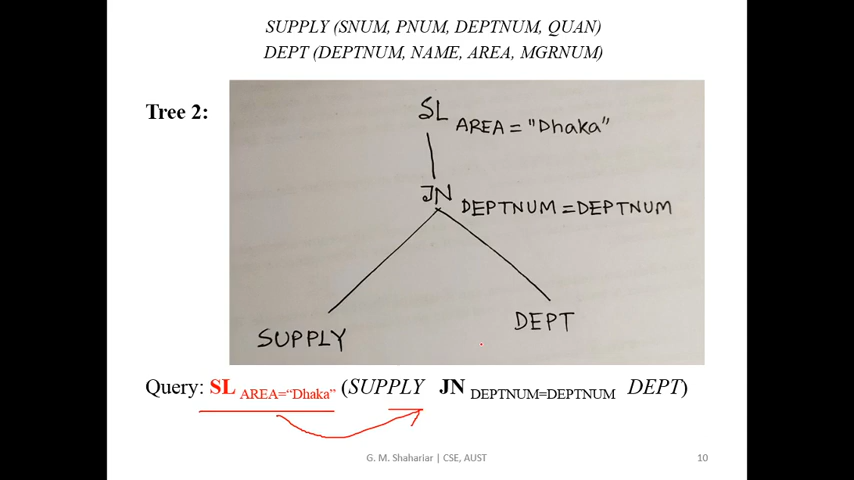 SUPPLY (SNUM, PNUM, DEPTNUM, QUAN)
DEPT (DEPTNUM, NAME, AREA, MGRNUM)
Tree 2:
SL AREA = "Dhaka"
JN DEPTNUM = DEPTNUM
SUPPLY DEPT
Query: SL AREA=“Dhaka” (SUPPLY JN DEPTNUM=DEPTNUM DEPT)
G. M. Shahariar | CSE, AUST 10